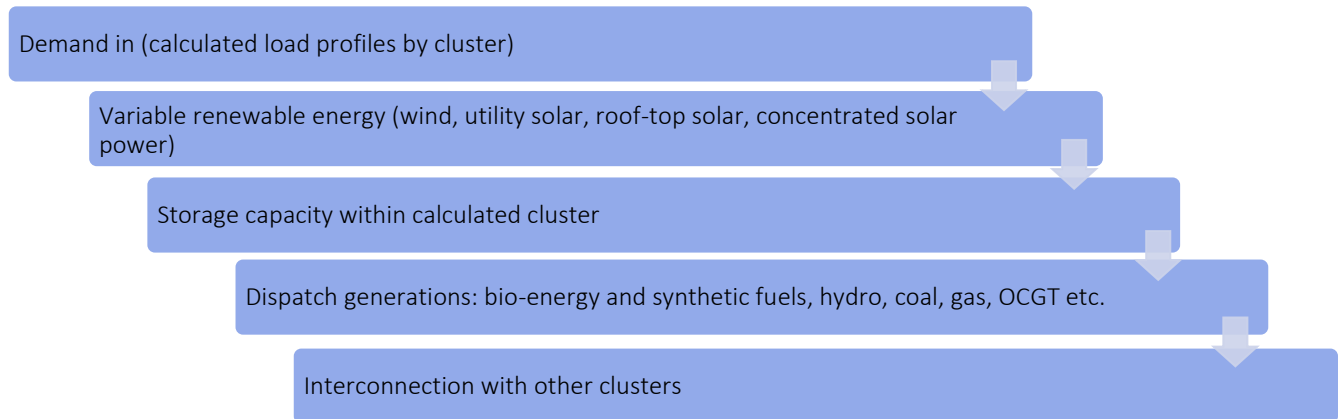 Demand in (calculated load profiles by cluster)
Variable renewable energy (wind, utility solar, roof-top solar, concentrated solar
power)
Storage capacity within calculated cluster
Dispatch generations: bio-energy and synthetic fuels, hydro, coal, gas, OCGT etc.
Interconnection with other clusters